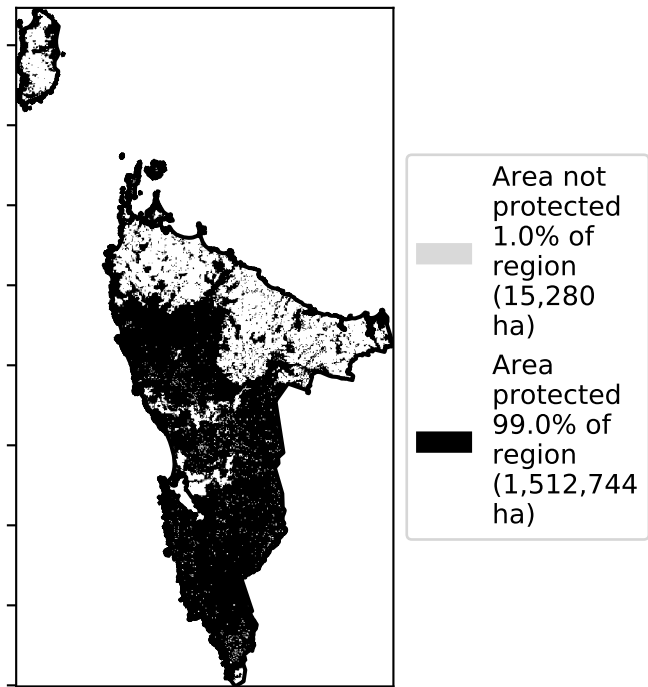 Area not
protected
1.0% of
region
(15,280
ha)
Area
protected
99.0% of
region
(1,512,744
ha)